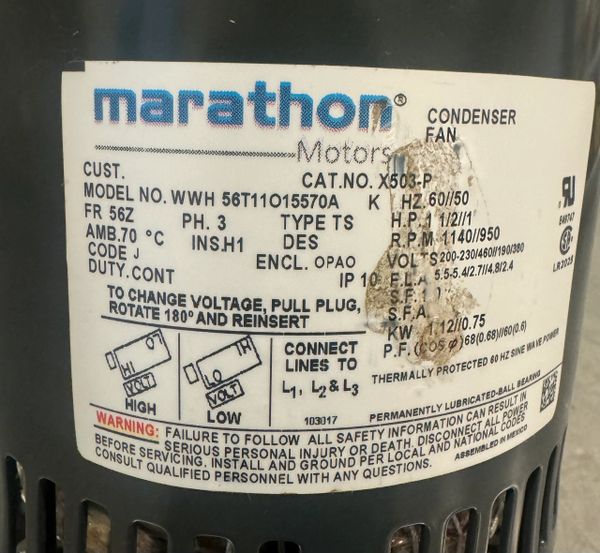 marathon®
Motors
CONDENSER
FAN
CUST.
CAT.NO. X503-P
MODEL NO. WWH 56T11O15570A K HZ. 60//50
FR 56Z PH. 3 TYPE TS H.P. 1 1/2//1
AMB.70 °C INS.H1 DES R.P.M. 1140//950
CODE J ENCL. OPAO VOLTS 200-230/460//190/380
DUTY.CONT IP 10 F.L.A. 5.5-5.4/2.7//4.8/2.4
S.F.
S.F.A.
KW 1.12//0.75
P.F. (cos φ) 68(0.68)//60(0.6)
TO CHANGE VOLTAGE, PULL PLUG,
ROTATE 180° AND REINSERT
THERMALLY PROTECTED 60 HZ SINE WAVE POWER
HI LO
VOLT
HIGH
LO HI
VOLT
LOW
CONNECT
LINES TO
L1, L2 & L3
103017
PERMANENTLY LUBRICATED-BALL BEARING
WARNING: FAILURE TO FOLLOW ALL SAFETY INFORMATION CAN RESULT IN
SERIOUS PERSONAL INJURY OR DEATH. DISCONNECT ALL POWER
BEFORE SERVICING. INSTALL AND GROUND PER LOCAL AND NATIONAL CODES
CONSULT QUALIFIED PERSONNEL WITH ANY QUESTIONS.
ASSEMBLED IN MEXICO
LR2025